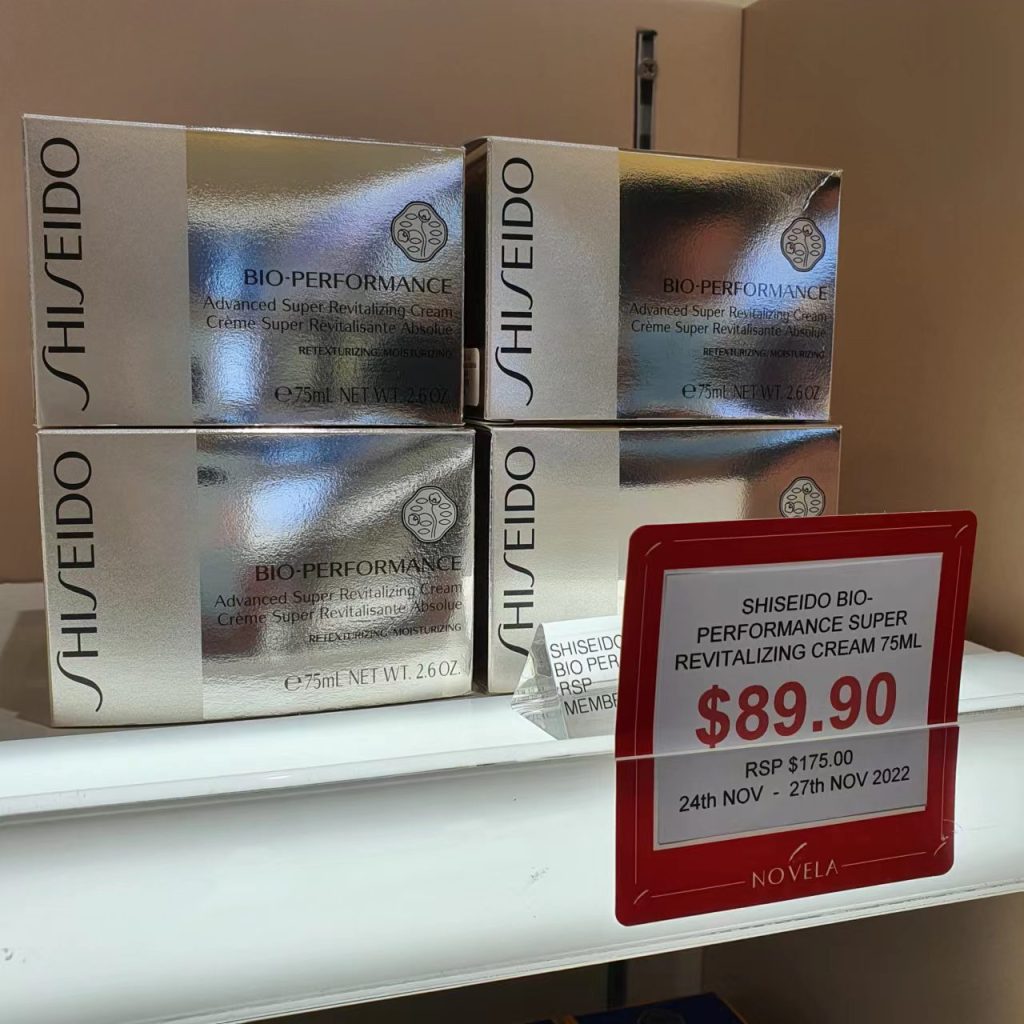 SHISEIDO
BIO-PERFORMANCE
Advanced Super Revitalizing Cream
Crème Super Revitalisante Absolue
RETEXTURIZING/MOISTURIZING
℮75mL NET WT. 2.6 OZ.
SHISEIDO
BIO-PERFORMANCE
Advanced Super Revitalizing Cream
Crème Super Revitalisante Absolue
RETEXTURIZING/MOISTURIZING
℮75mL NET WT. 2.6 OZ.
SHISEIDO
BIO-PERFORMANCE
Advanced Super Revitalizing Cream
Crème Super Revitalisante Absolue
RETEXTURIZING/MOISTURIZING
℮75mL NET WT. 2.6 OZ.
SHISEIDO
SHISEIDO
BIO PER
RSP
MEMBE
SHISEIDO BIO-
PERFORMANCE SUPER
REVITALIZING CREAM 75ML
$89.90
RSP $175.00
24th NOV - 27th NOV 2022
NOVELA